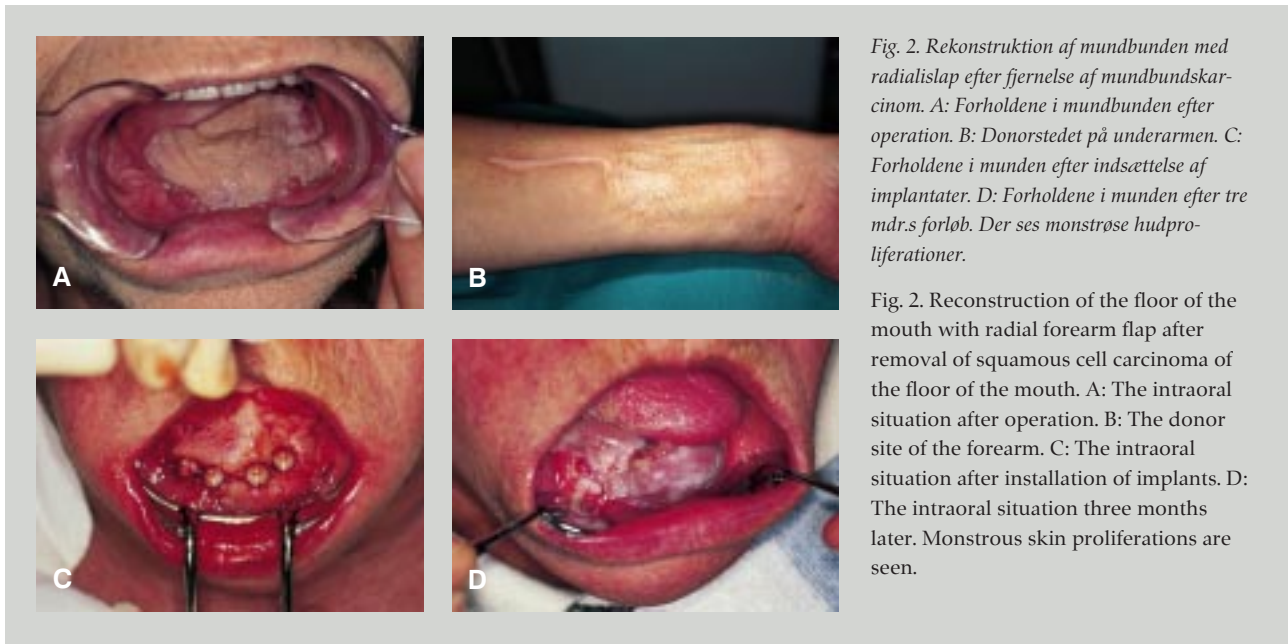 A
B
C
D
Fig. 2. Rekonstruktion af mundbunden med
radialislap efter fjernelse af mundbundskar-
cinom. A: Forholdene i mundbunden efter
operation. B: Donorstedet på underarmen. C:
Forholdene i munden efter indsættelse af
implantater. D: Forholdene i munden efter tre
mdr.s forløb. Der ses monstrøse hudpro-
liferationer.
Fig. 2. Reconstruction of the floor of the
mouth with radial forearm flap after
removal of squamous cell carcinoma of
the floor of the mouth. A: The intraoral
situation after operation. B: The donor
site of the forearm. C: The intraoral
situation after installation of implants. D:
The intraoral situation three months
later. Monstrous skin proliferations are
seen.